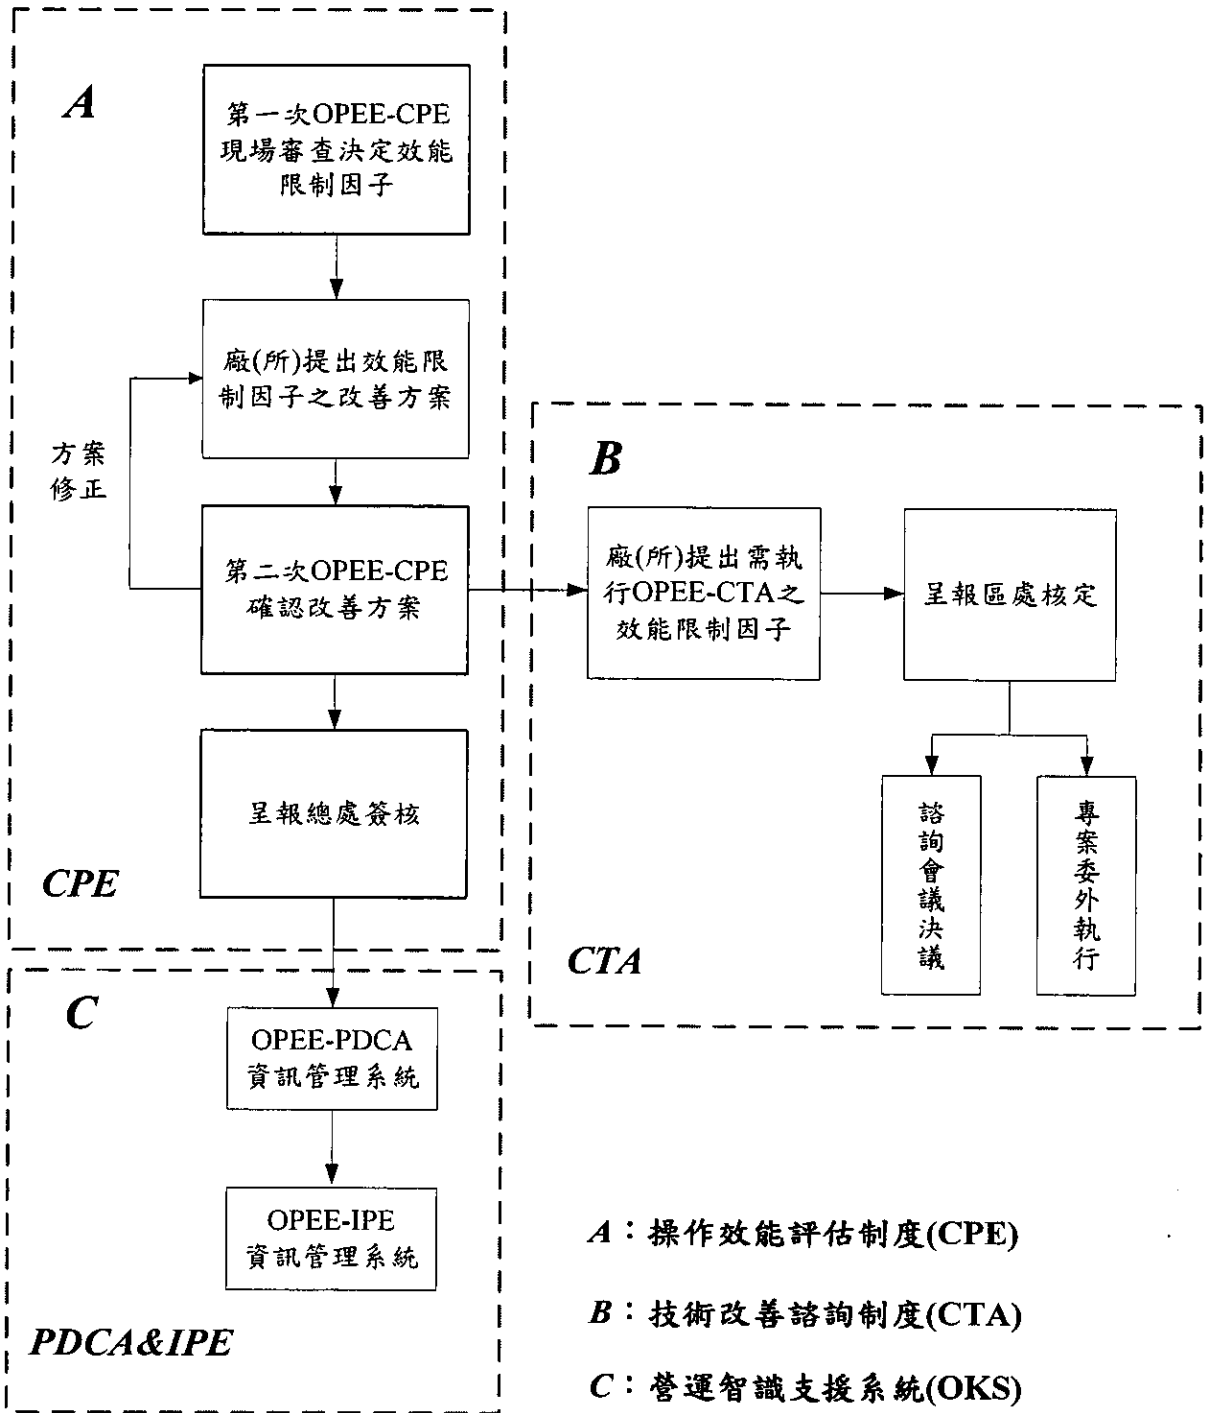 A
第一次OPEE-CPE
現場審查決定效能
限制因子
廠(所)提出效能限
制因子之改善方案
方案
修正
第二次OPEE-CPE
確認改善方案
呈報總處簽核
CPE
B
廠(所)提出需執
行OPEE-CTA之
效能限制因子
呈報區處核定
諮詢會議決議
專案委外執行
CTA
C
OPEE-PDCA
資訊管理系統
OPEE-IPE
資訊管理系統
PDCA&IPE
A：操作效能評估制度(CPE)
B：技術改善諮詢制度(CTA)
C：營運智識支援系統(OKS)